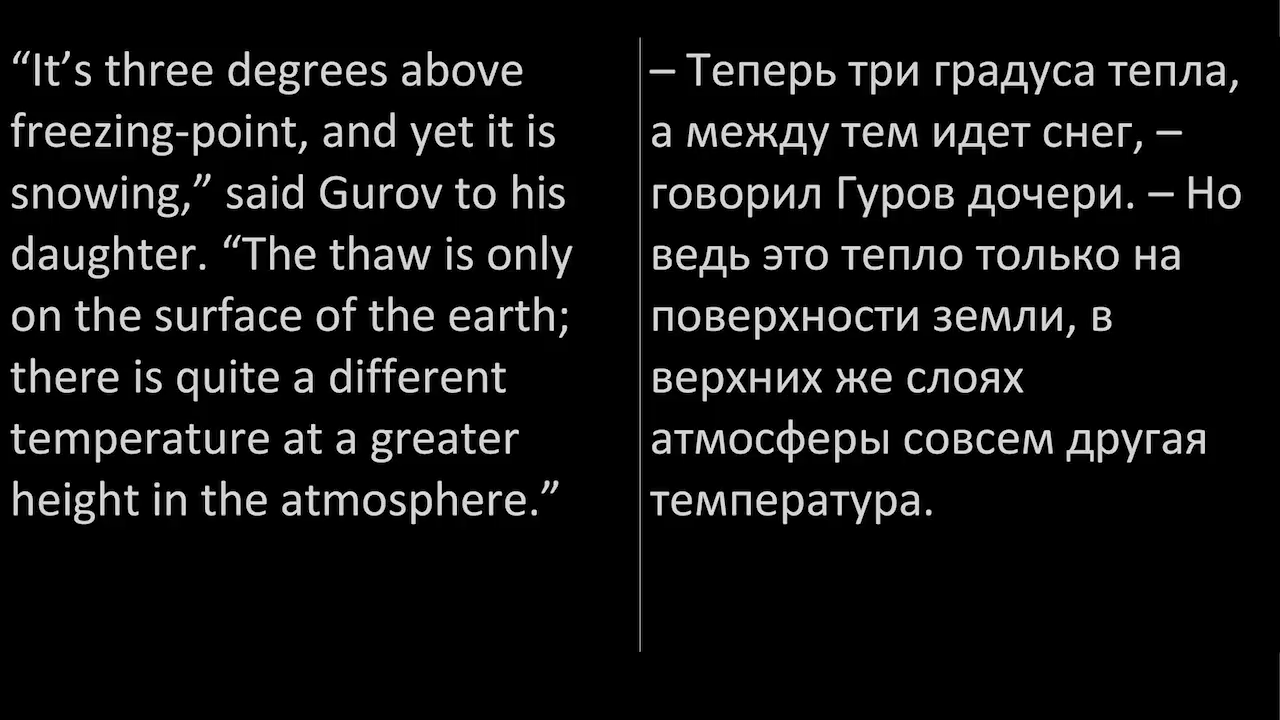 “It’s three degrees above
freezing-point, and yet it is
snowing,” said Gurov to his
daughter. “The thaw is only
on the surface of the earth;
there is quite a different
temperature at a greater
height in the atmosphere.”
– Теперь три градуса тепла,
а между тем идет снег, –
говорил Гуров дочери. – Но
ведь это тепло только на
поверхности земли, в
верхних же слоях
атмосферы совсем другая
температура.